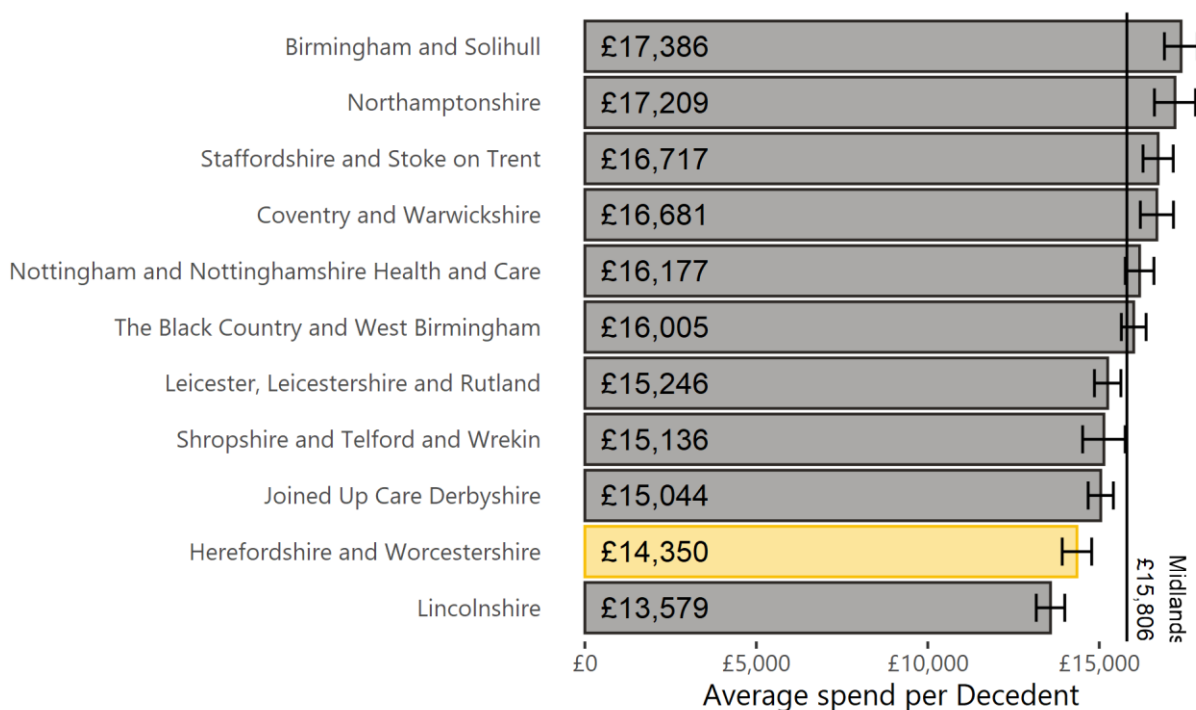 Birmingham and Solihull £17,386
Northamptonshire £17,209
Staffordshire and Stoke on Trent £16,717
Coventry and Warwickshire £16,681
Nottingham and Nottinghamshire Health and Care £16,177
The Black Country and West Birmingham £16,005
Leicester, Leicestershire and Rutland £15,246
Shropshire and Telford and Wrekin £15,136
Joined Up Care Derbyshire £15,044
Herefordshire and Worcestershire £14,350
Lincolnshire £13,579
Midlands
£15,806
£0 £5,000 £10,000 £15,000
Average spend per Decedent